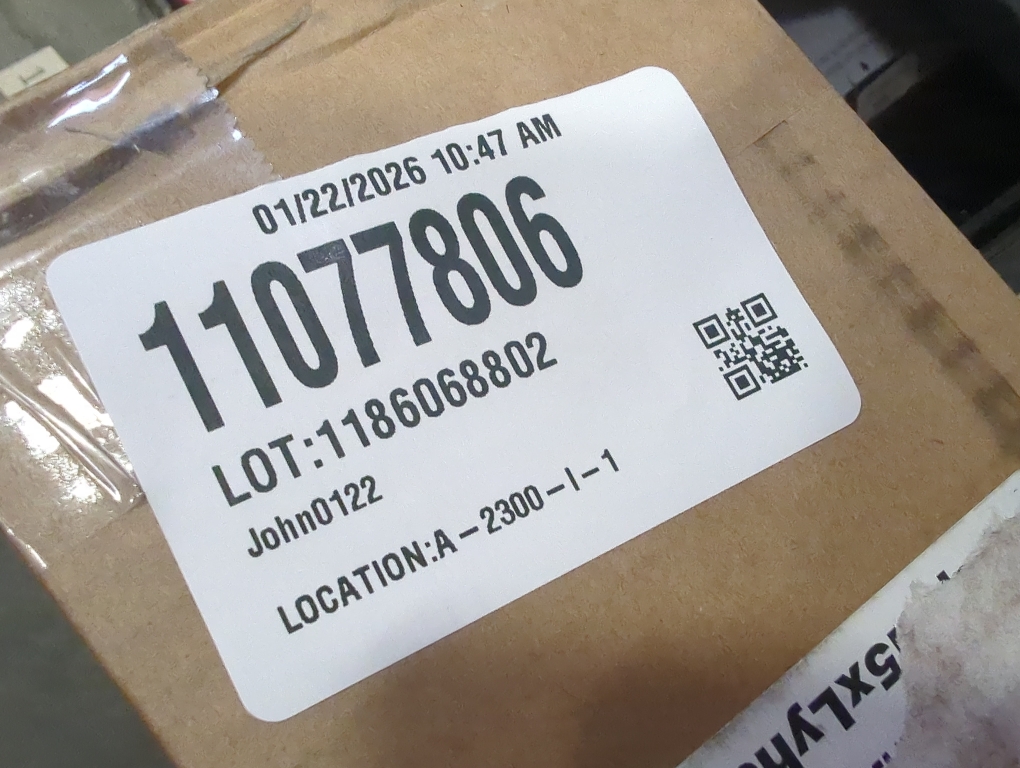 01/22/2026 10:47 AM
11077806
LOT:1186068802
John0122
LOCATION:A-2300-I-1